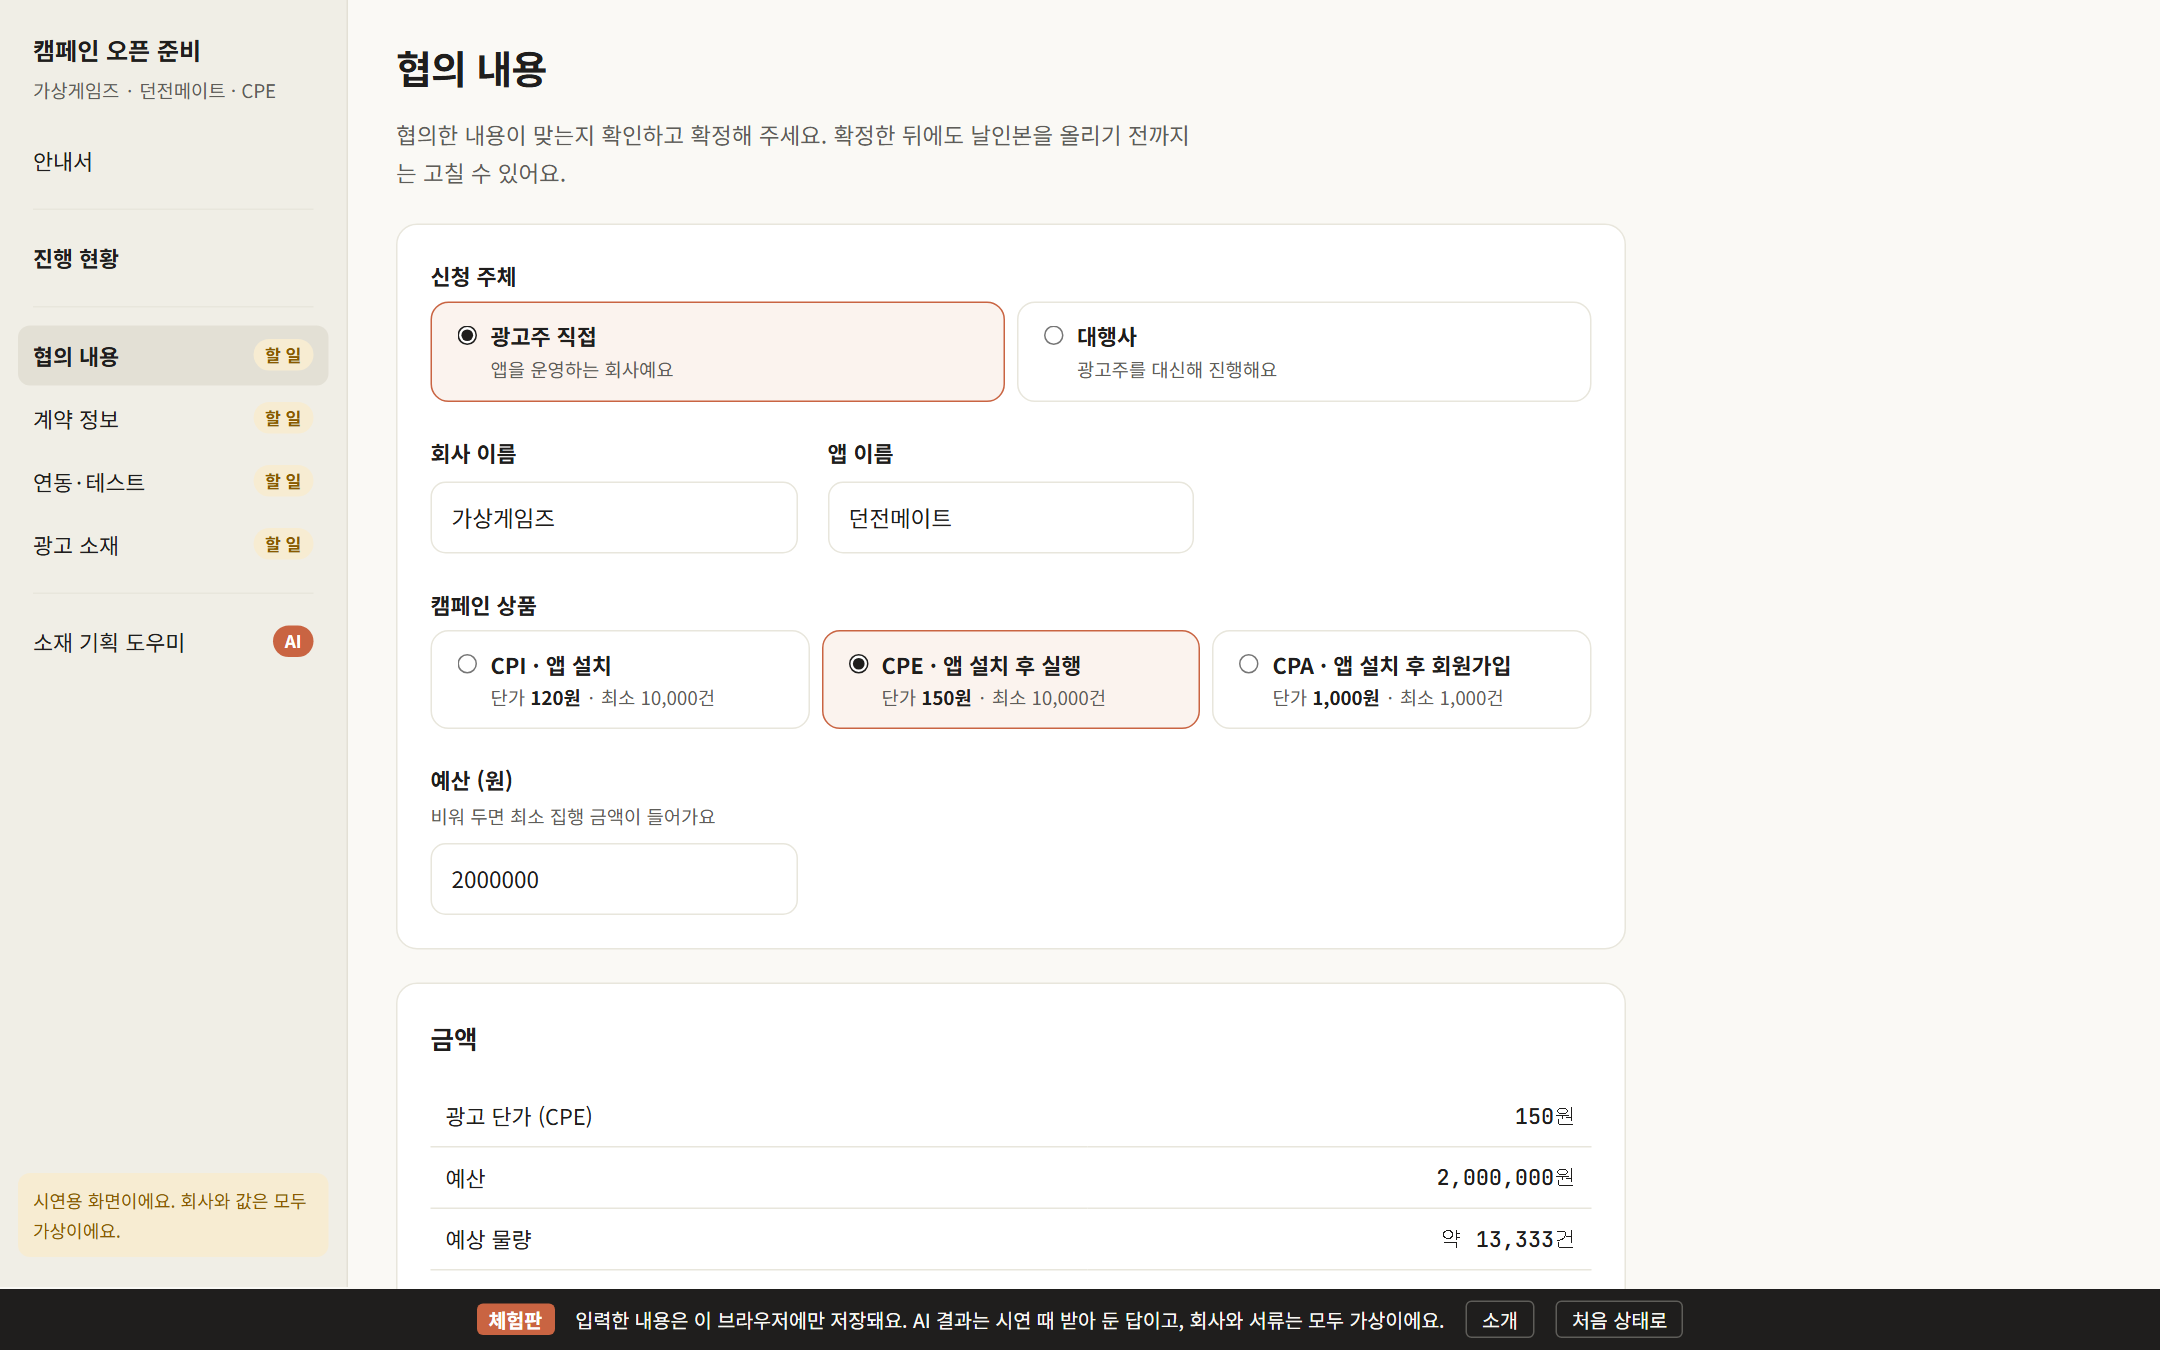 캠페인 오픈 준비
가상게임즈 · 던전메이트 · CPE
안내서
진행 현황
협의 내용 할 일
계약 정보 할 일
연동·테스트 할 일
광고 소재 할 일
소재 기획 도우미 AI
시연용 화면이에요. 회사와 값은 모두
가상이에요.
협의 내용
협의한 내용이 맞는지 확인하고 확정해 주세요. 확정한 뒤에도 날인본을 올리기 전까지
는 고칠 수 있어요.
신청 주체
광고주 직접
앱을 운영하는 회사예요
대행사
광고주를 대신해 진행해요
회사 이름
가상게임즈
앱 이름
던전메이트
캠페인 상품
CPI · 앱 설치
단가 120원 · 최소 10,000건
CPE · 앱 설치 후 실행
단가 150원 · 최소 10,000건
CPA · 앱 설치 후 회원가입
단가 1,000원 · 최소 1,000건
예산 (원)
비워 두면 최소 집행 금액이 들어가요
2000000
금액
광고 단가 (CPE) 150원
예산 2,000,000원
예상 물량 약 13,333건
체험판 입력한 내용은 이 브라우저에만 저장돼요. AI 결과는 시연 때 받아 둔 답이고, 회사와 서류는 모두 가상이에요. 소개 처음 상태로